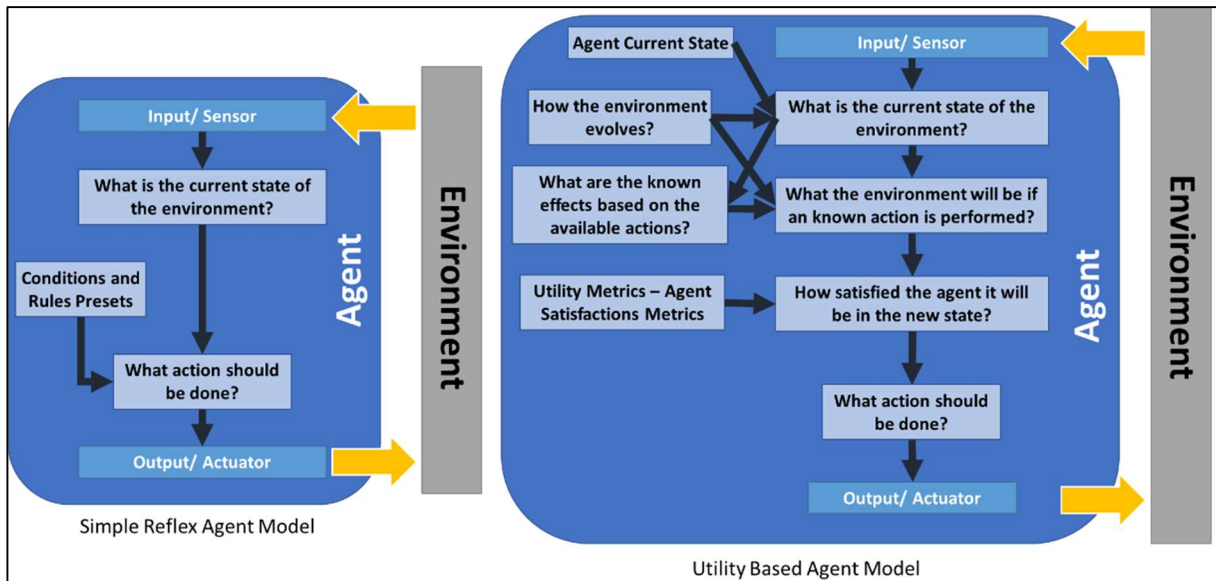 Input/ Sensor
What is the current state of
the environment?
Conditions and
Rules Presets
What action should
be done?
Output/ Actuator
Agent
Environment
Simple Reflex Agent Model
Agent Current State
Input/ Sensor
How the environment
evolves?
What is the current state of the
environment?
What are the known
effects based on the
available actions?
What the environment will be if
an known action is performed?
Utility Metrics – Agent
Satisfactions Metrics
How satisfied the agent it will
be in the new state?
What action should
be done?
Output/ Actuator
Agent
Environment
Utility Based Agent Model